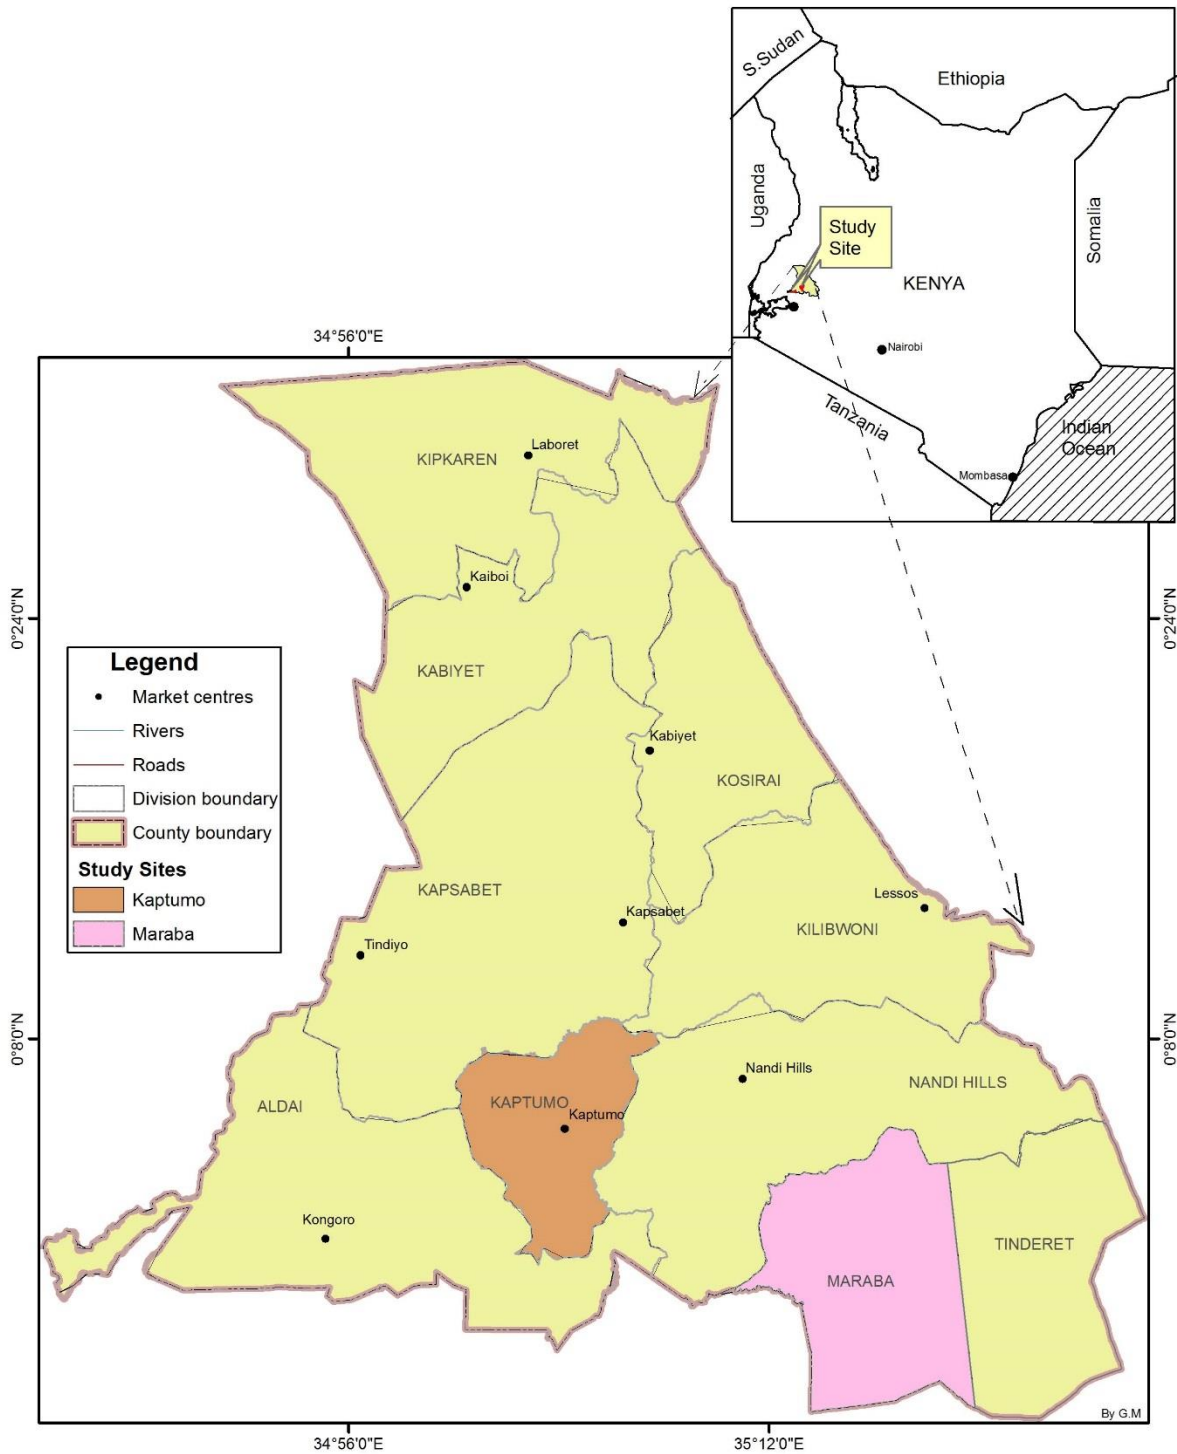 S.Sudan
Ethiopia
Uganda
Somalia
Study
Site
KENYA
Nairobi
Tanzania
Indian
Ocean
Mombasa
34°56'0"E
Laboret
KIPKAREN
Kaiboi
0°24'0"N
0°24'0"N
Legend
Market centres
Rivers
Roads
Division boundary
County boundary
Study Sites
Kaptumo
Maraba
KABIYET
Kabiyet
KOSIRAI
KAPSABET
Kapsabet
Lessos
KILIBWONI
Tindiyo
0°8'0"N
0°8'0"N
Nandi Hills
NANDI HILLS
ALDAI
KAPTUMO
Kaptumo
Kongoro
TINDERET
MARABA
By G.M
34°56'0"E
35°12'0"E